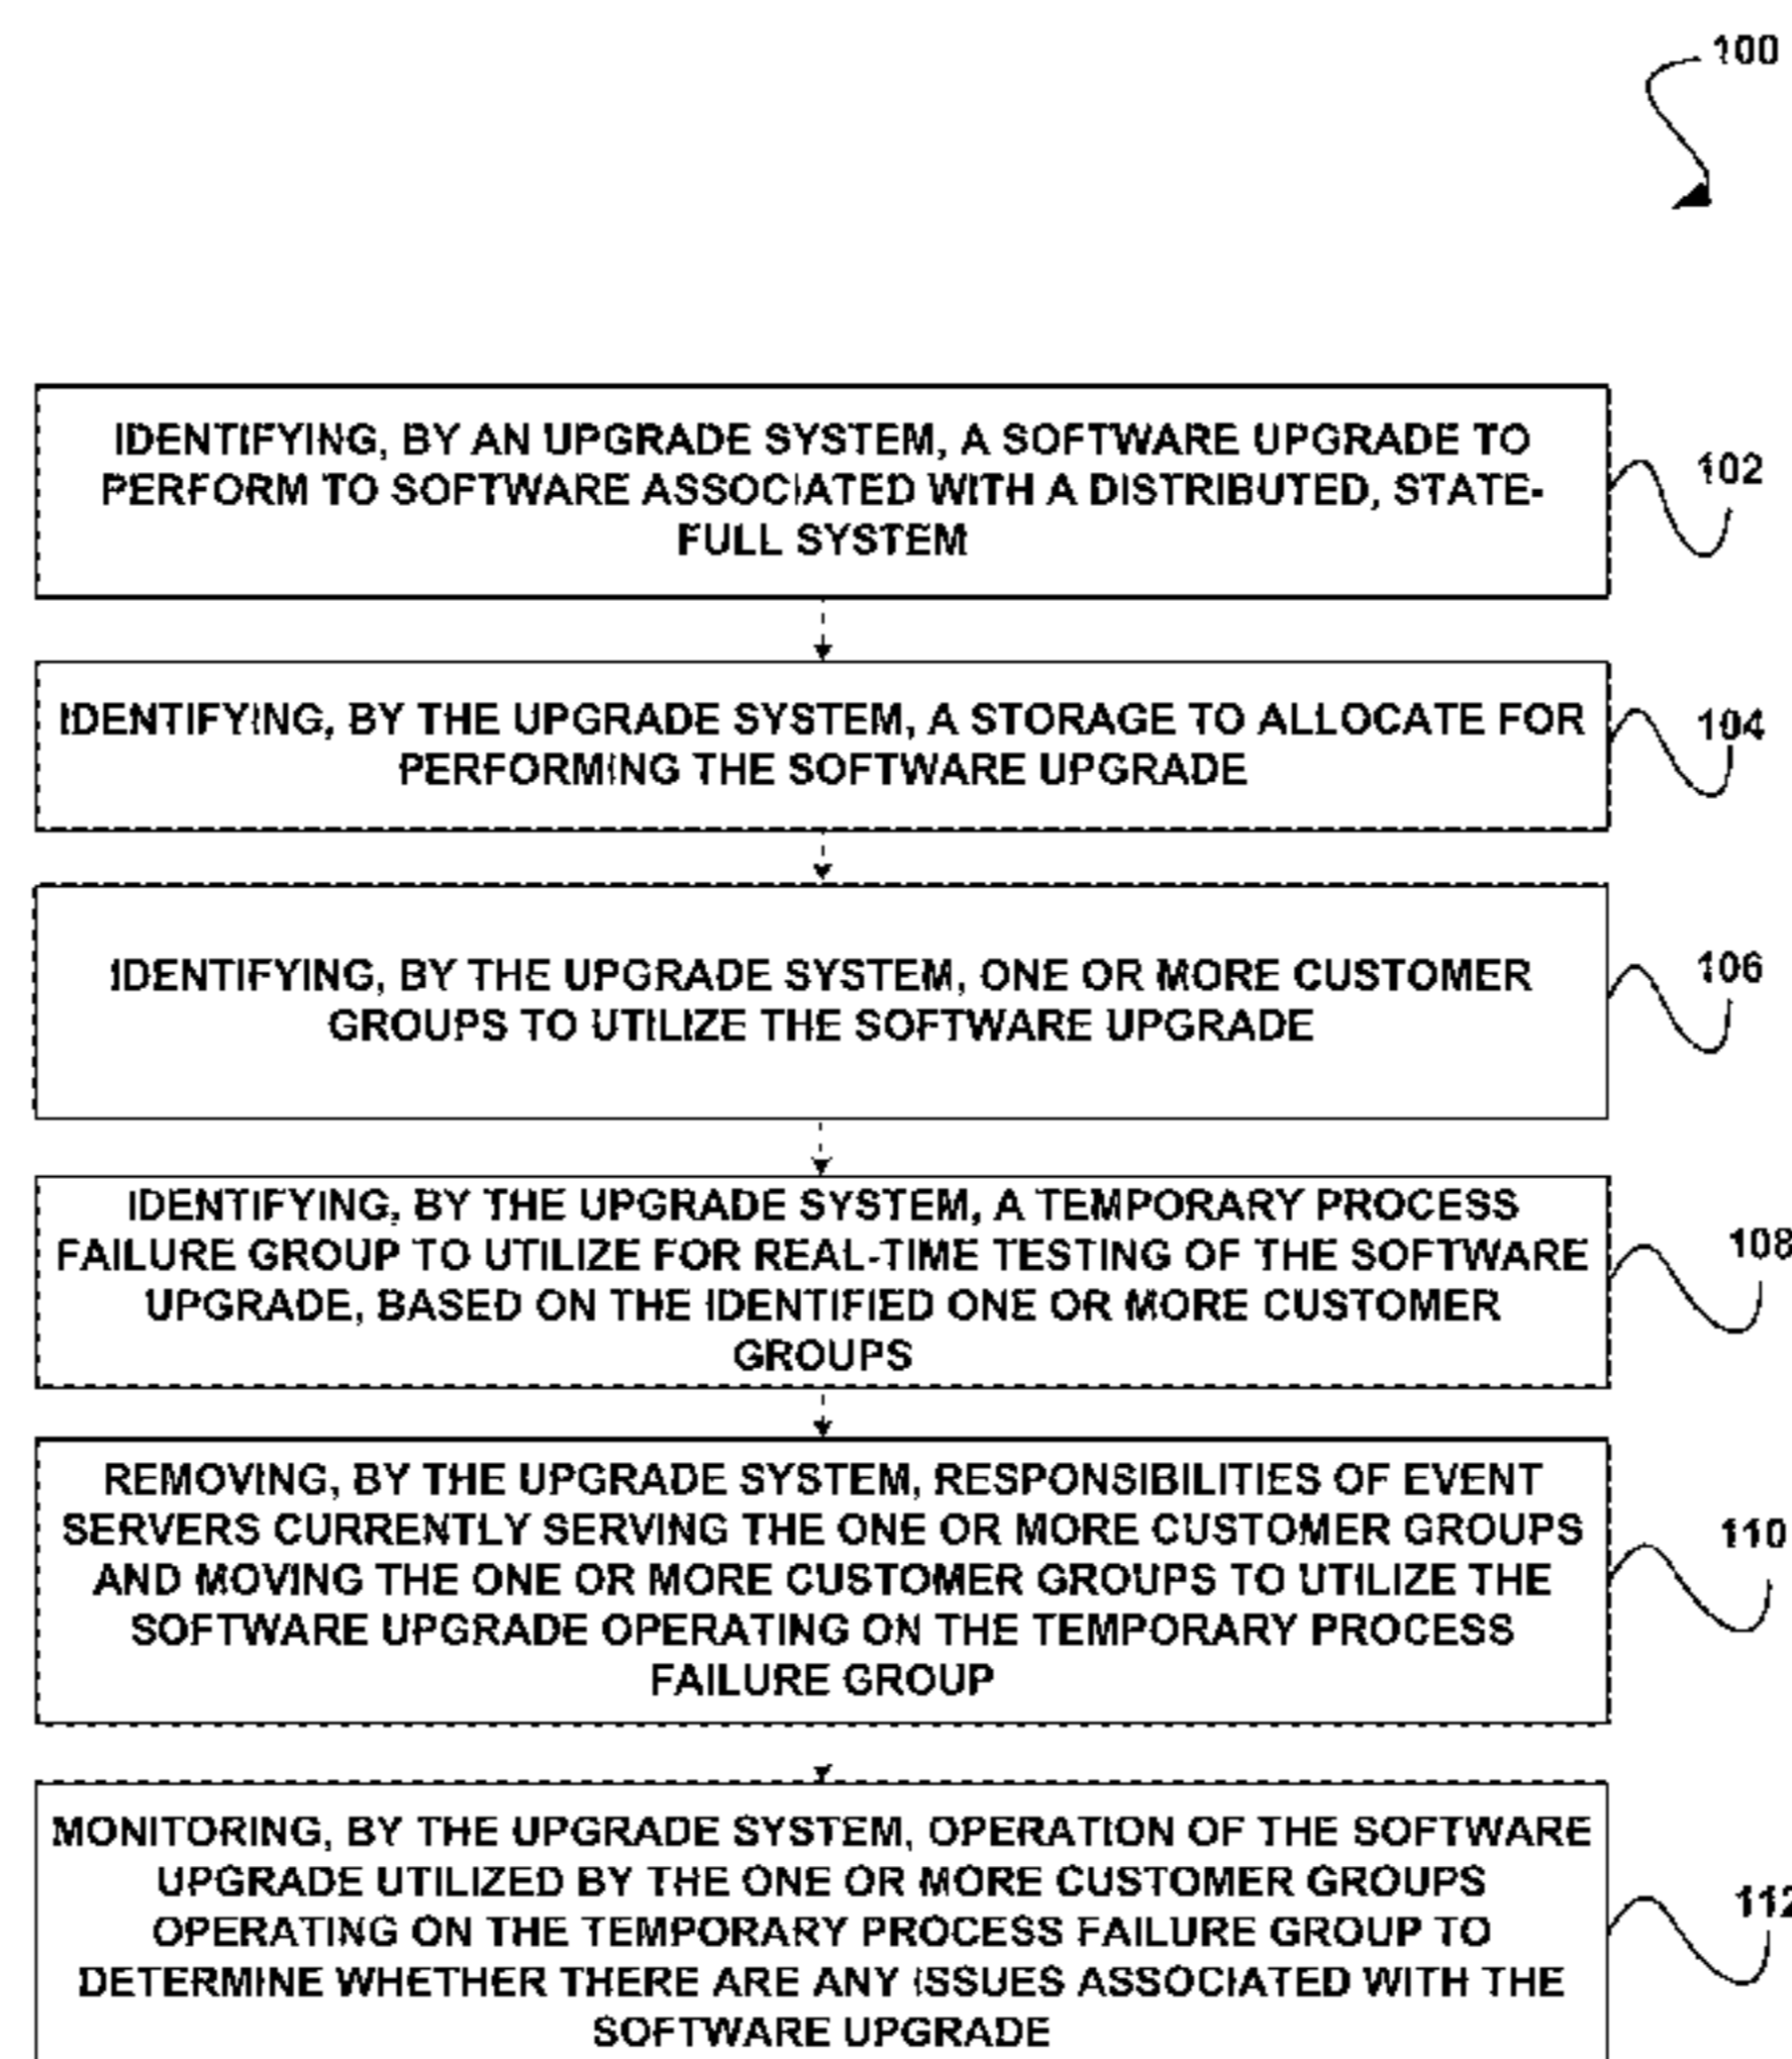 100
IDENTIFYING, BY AN UPGRADE SYSTEM, A SOFTWARE UPGRADE TO
PERFORM TO SOFTWARE ASSOCIATED WITH A DISTRIBUTED, STATE-
FULL SYSTEM
102
IDENTIFYING, BY THE UPGRADE SYSTEM, A STORAGE TO ALLOCATE FOR
PERFORMING THE SOFTWARE UPGRADE
104
IDENTIFYING, BY THE UPGRADE SYSTEM, ONE OR MORE CUSTOMER
GROUPS TO UTILIZE THE SOFTWARE UPGRADE
106
IDENTIFYING, BY THE UPGRADE SYSTEM, A TEMPORARY PROCESS
FAILURE GROUP TO UTILIZE FOR REAL-TIME TESTING OF THE SOFTWARE
UPGRADE, BASED ON THE IDENTIFIED ONE OR MORE CUSTOMER
GROUPS
108
REMOVING, BY THE UPGRADE SYSTEM, RESPONSIBILITIES OF EVENT
SERVERS CURRENTLY SERVING THE ONE OR MORE CUSTOMER GROUPS
AND MOVING THE ONE OR MORE CUSTOMER GROUPS TO UTILIZE THE
SOFTWARE UPGRADE OPERATING ON THE TEMPORARY PROCESS
FAILURE GROUP
110
MONITORING, BY THE UPGRADE SYSTEM, OPERATION OF THE SOFTWARE
UPGRADE UTILIZED BY THE ONE OR MORE CUSTOMER GROUPS
OPERATING ON THE TEMPORARY PROCESS FAILURE GROUP TO
DETERMINE WHETHER THERE ARE ANY ISSUES ASSOCIATED WITH THE
SOFTWARE UPGRADE
112